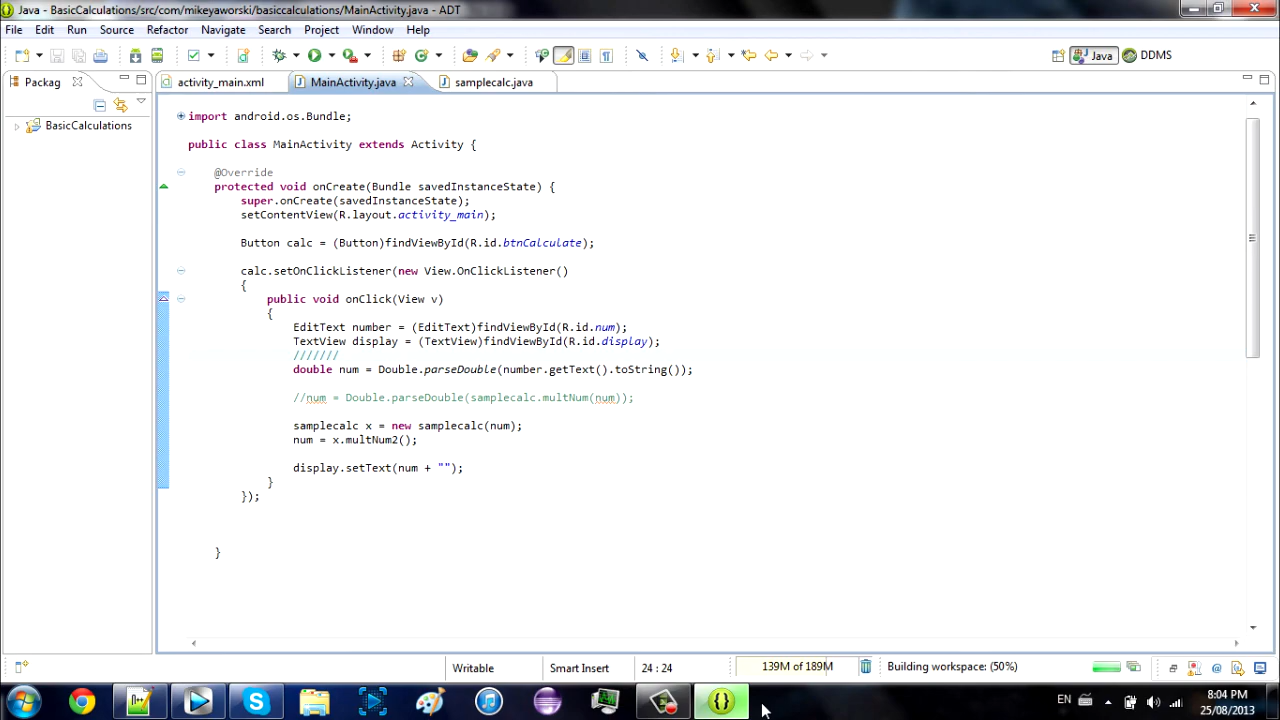 Java - BasicCalculations/src/com/mikeyaworski/basiccalculations/MainActivity.java - ADT
File Edit Run Source Refactor Navigate Search Project Window Help
Java DDMS
Packag activity_main.xml MainActivity.java samplecalc.java
BasicCalculations
import android.os.Bundle;
public class MainActivity extends Activity {
@Override
protected void onCreate(Bundle savedInstanceState) {
super.onCreate(savedInstanceState);
setContentView(R.layout.activity_main);
Button calc = (Button)findViewById(R.id.btnCalculate);
calc.setOnClickListener(new View.OnClickListener()
{
public void onClick(View v)
{
EditText number = (EditText)findViewById(R.id.num);
TextView display = (TextView)findViewById(R.id.display);
///////
double num = Double.parseDouble(number.getText().toString());
//num = Double.parseDouble(samplecalc.multNum(num));
samplecalc x = new samplecalc(num);
num = x.multNum2();
display.setText(num + "");
}
});
}
Writable Smart Insert 24 : 24 139M of 189M Building workspace: (50%)
EN 8:04 PM
25/08/2013